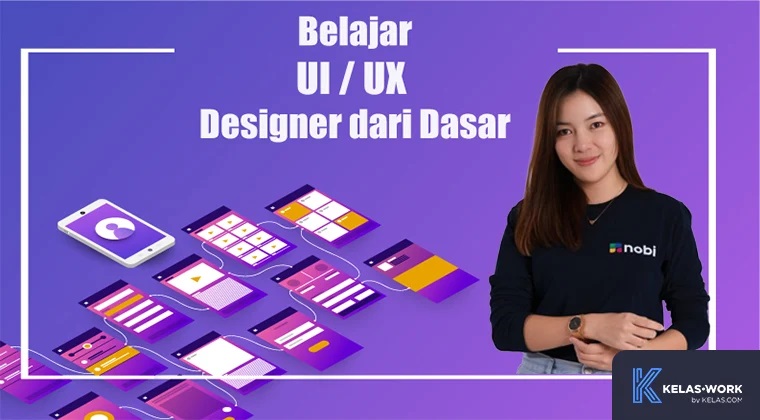 Belajar
UI / UX
Designer dari Dasar
nobi
KELAS-WORK
by KELAS.COM